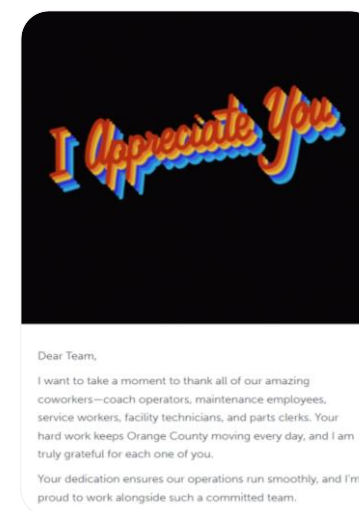 I Appreciate You
Dear Team,
I want to take a moment to thank all of our amazing
coworkers—coach operators, maintenance employees,
service workers, facility technicians, and parts clerks. Your
hard work keeps Orange County moving every day, and I am
truly grateful for each one of you.
Your dedication ensures our operations run smoothly, and I'm
proud to work alongside such a committed team.